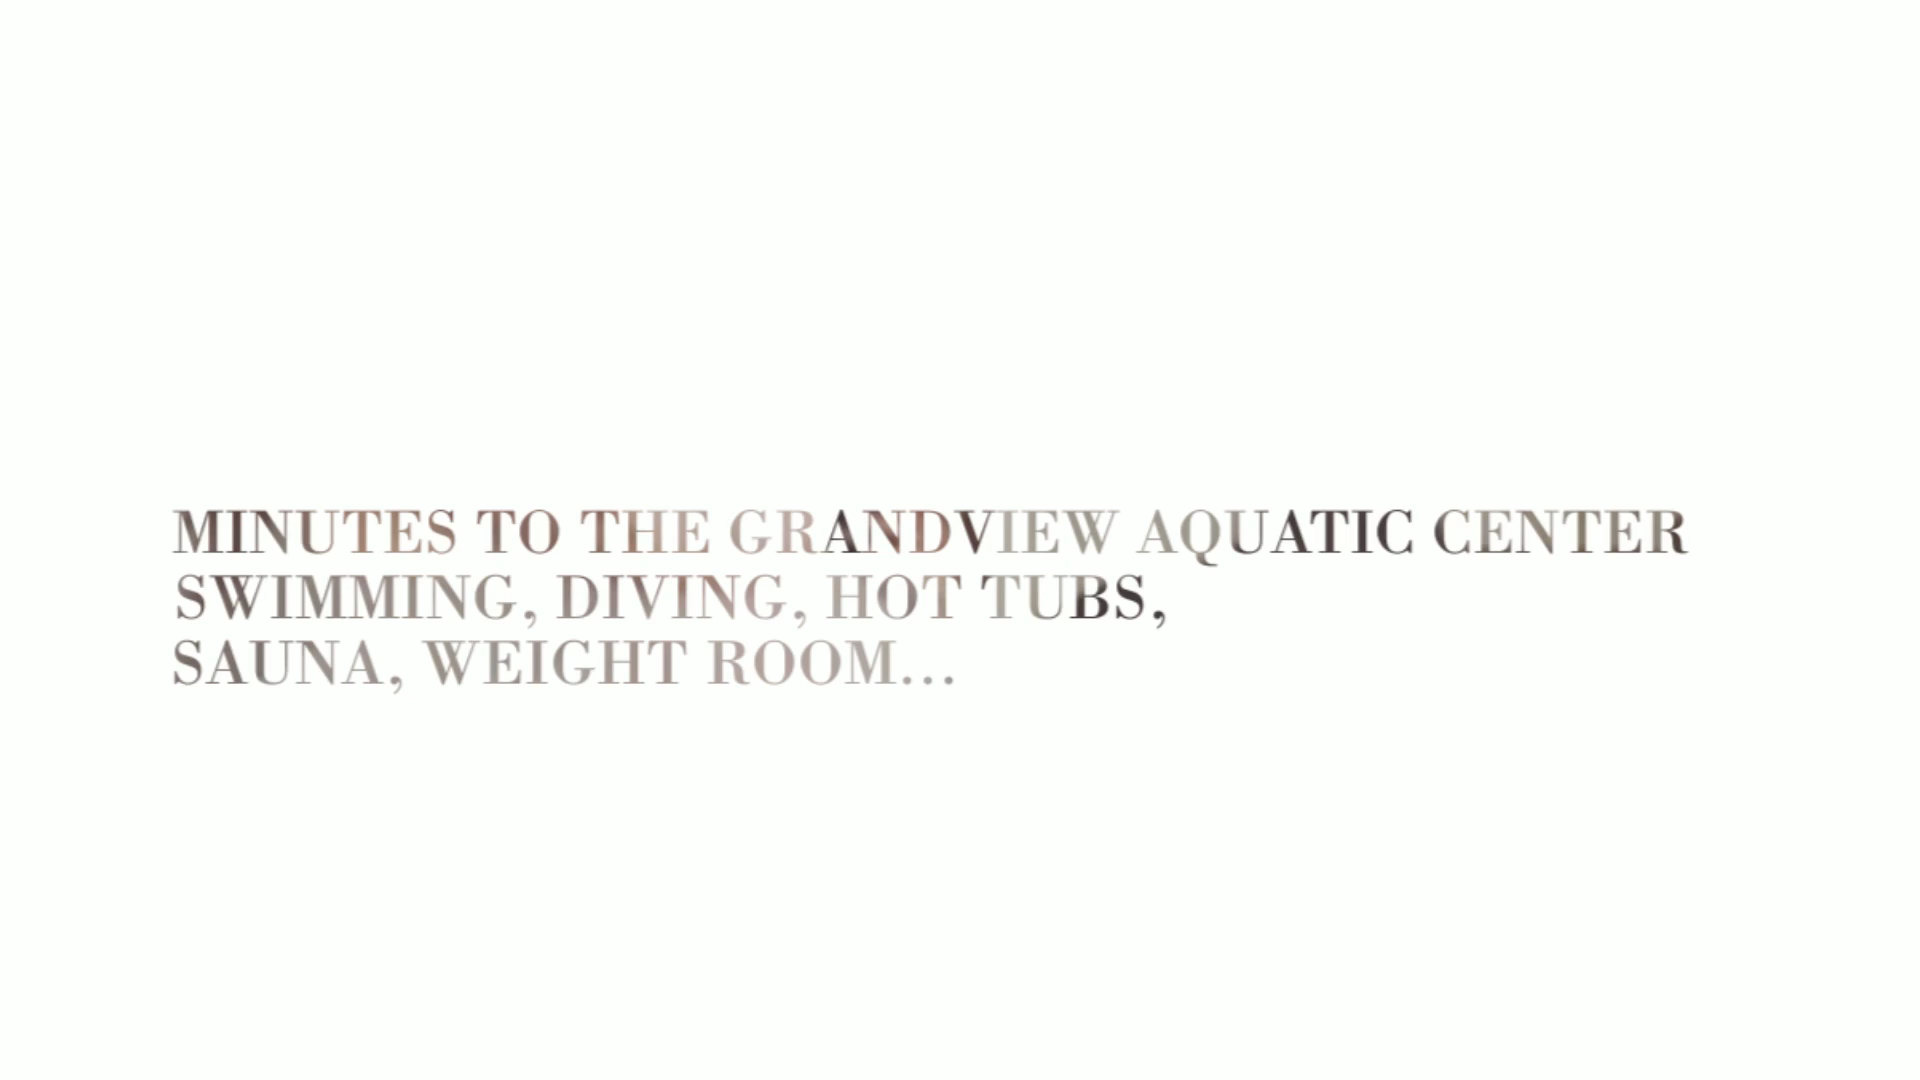 MINUTES TO THE GRANDVIEW AQUATIC CENTER
SWIMMING, DIVING, HOT TUBS,
SAUNA, WEIGHT ROOM...